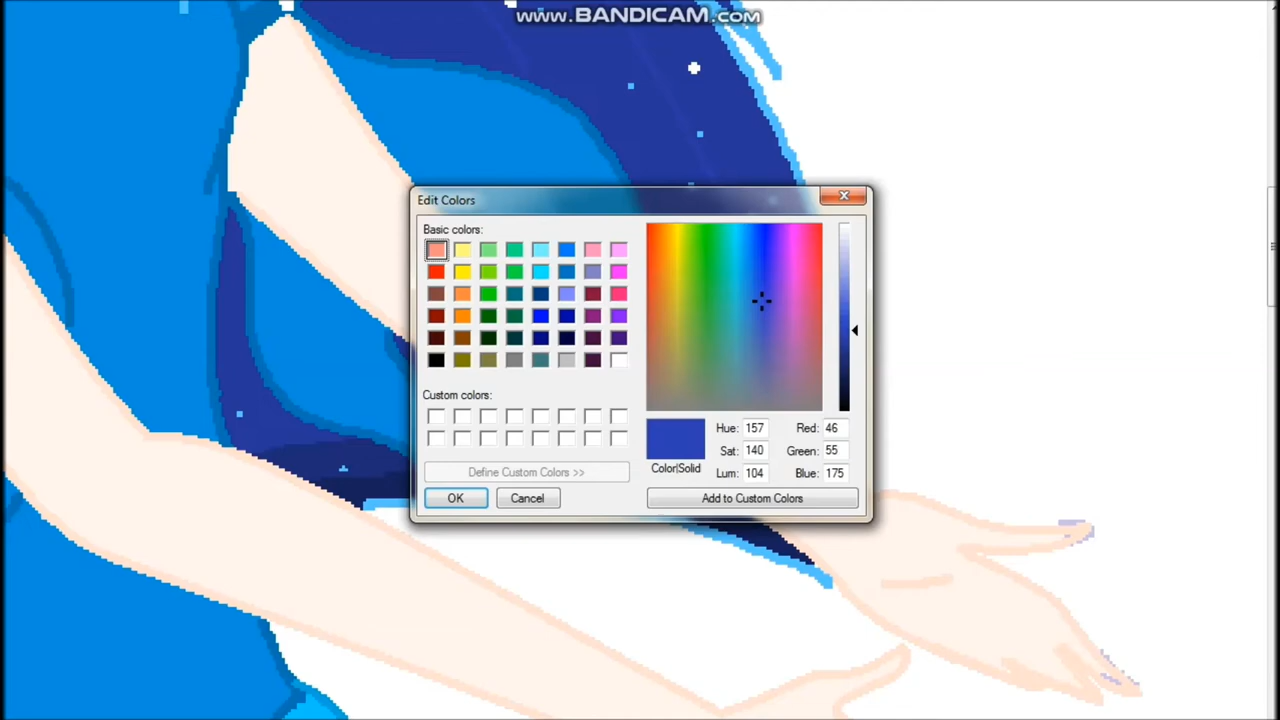 www.BANDICAM.com
Edit Colors
Basic colors:
Custom colors:
Define Custom Colors >>
OK Cancel
Color|Solid
Hue: 157 Red: 46
Sat: 140 Green: 55
Lum: 104 Blue: 175
Add to Custom Colors